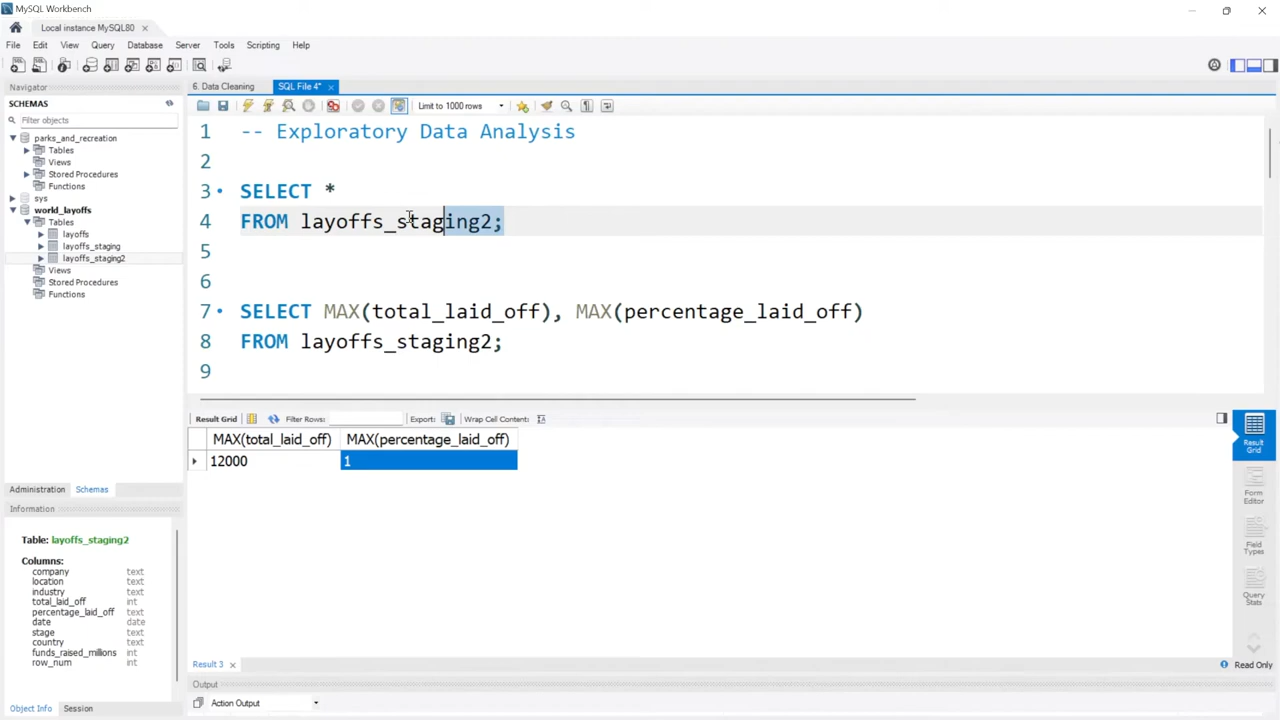 MySQL Workbench
Local instance MySQL80
File Edit View Query Database Server Tools Scripting Help
Navigator
SCHEMAS
Filter objects
parks_and_recreation
Tables
Views
Stored Procedures
Functions
sys
world_layoffs
Tables
layoffs
layoffs_staging
layoffs_staging2
Views
Stored Procedures
Functions
Administration Schemas
Information
Table: layoffs_staging2
Columns:
company text
location text
industry text
total_laid_off int
percentage_laid_off text
date date
stage text
country text
funds_raised_millions int
row_num int
Object Info Session
6. Data Cleaning SQL File 4*
Limit to 1000 rows
1 -- Exploratory Data Analysis
2
3 SELECT *
4 FROM layoffs_staging2;
5
6
7 SELECT MAX(total_laid_off), MAX(percentage_laid_off)
8 FROM layoffs_staging2;
9
Result Grid Filter Rows: Export: Wrap Cell Content:
MAX(total_laid_off) MAX(percentage_laid_off)
12000 1
Result Grid
Form Editor
Field Types
Query Stats
Result 3 Read Only
Output
Action Output